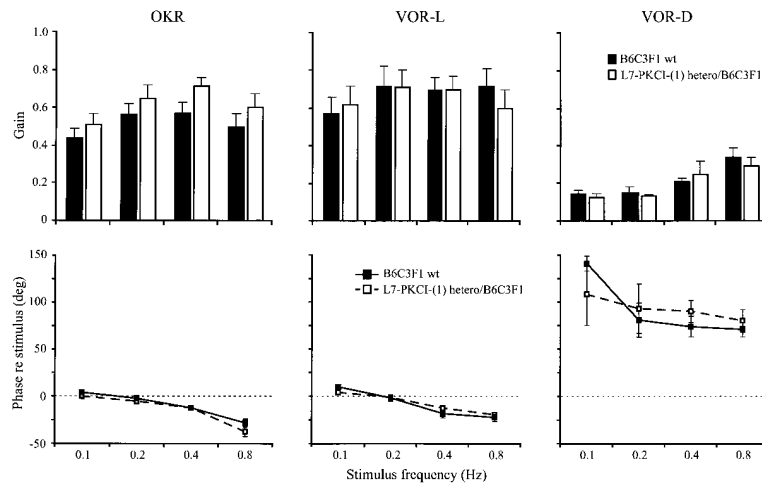 OKR
VOR-L
VOR-D
Gain
1.0
0.8
0.6
0.4
0.2
0
B6C3F1 wt
L7-PKCI-(1) hetero/B6C3F1
Phase re stimulus (deg)
150
100
50
0
-50
B6C3F1 wt
L7-PKCI-(1) hetero/B6C3F1
0.1 0.2 0.4 0.8
0.1 0.2 0.4 0.8
0.1 0.2 0.4 0.8
Stimulus frequency (Hz)